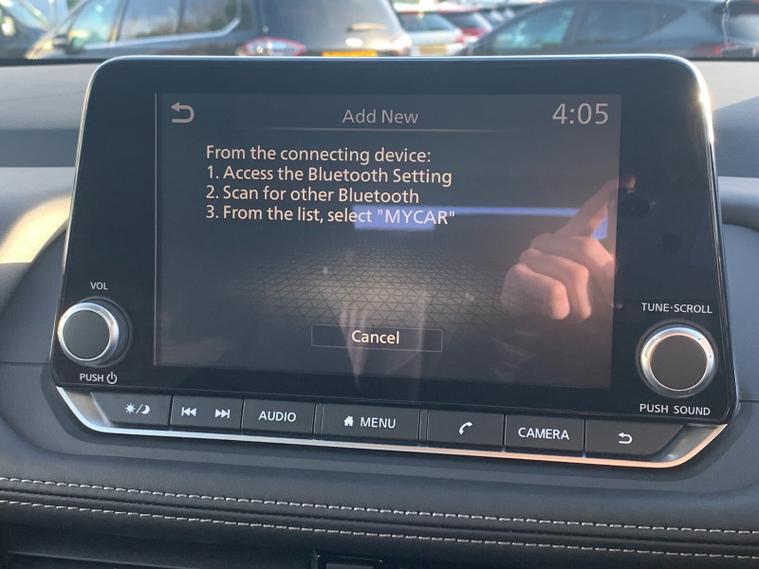 Add New
4:05
From the connecting device:
1. Access the Bluetooth Setting
2. Scan for other Bluetooth
3. From the list, select "MYCAR"
Cancel
VOL
PUSH
TUNE·SCROLL
PUSH SOUND
AUDIO
MENU
CAMERA